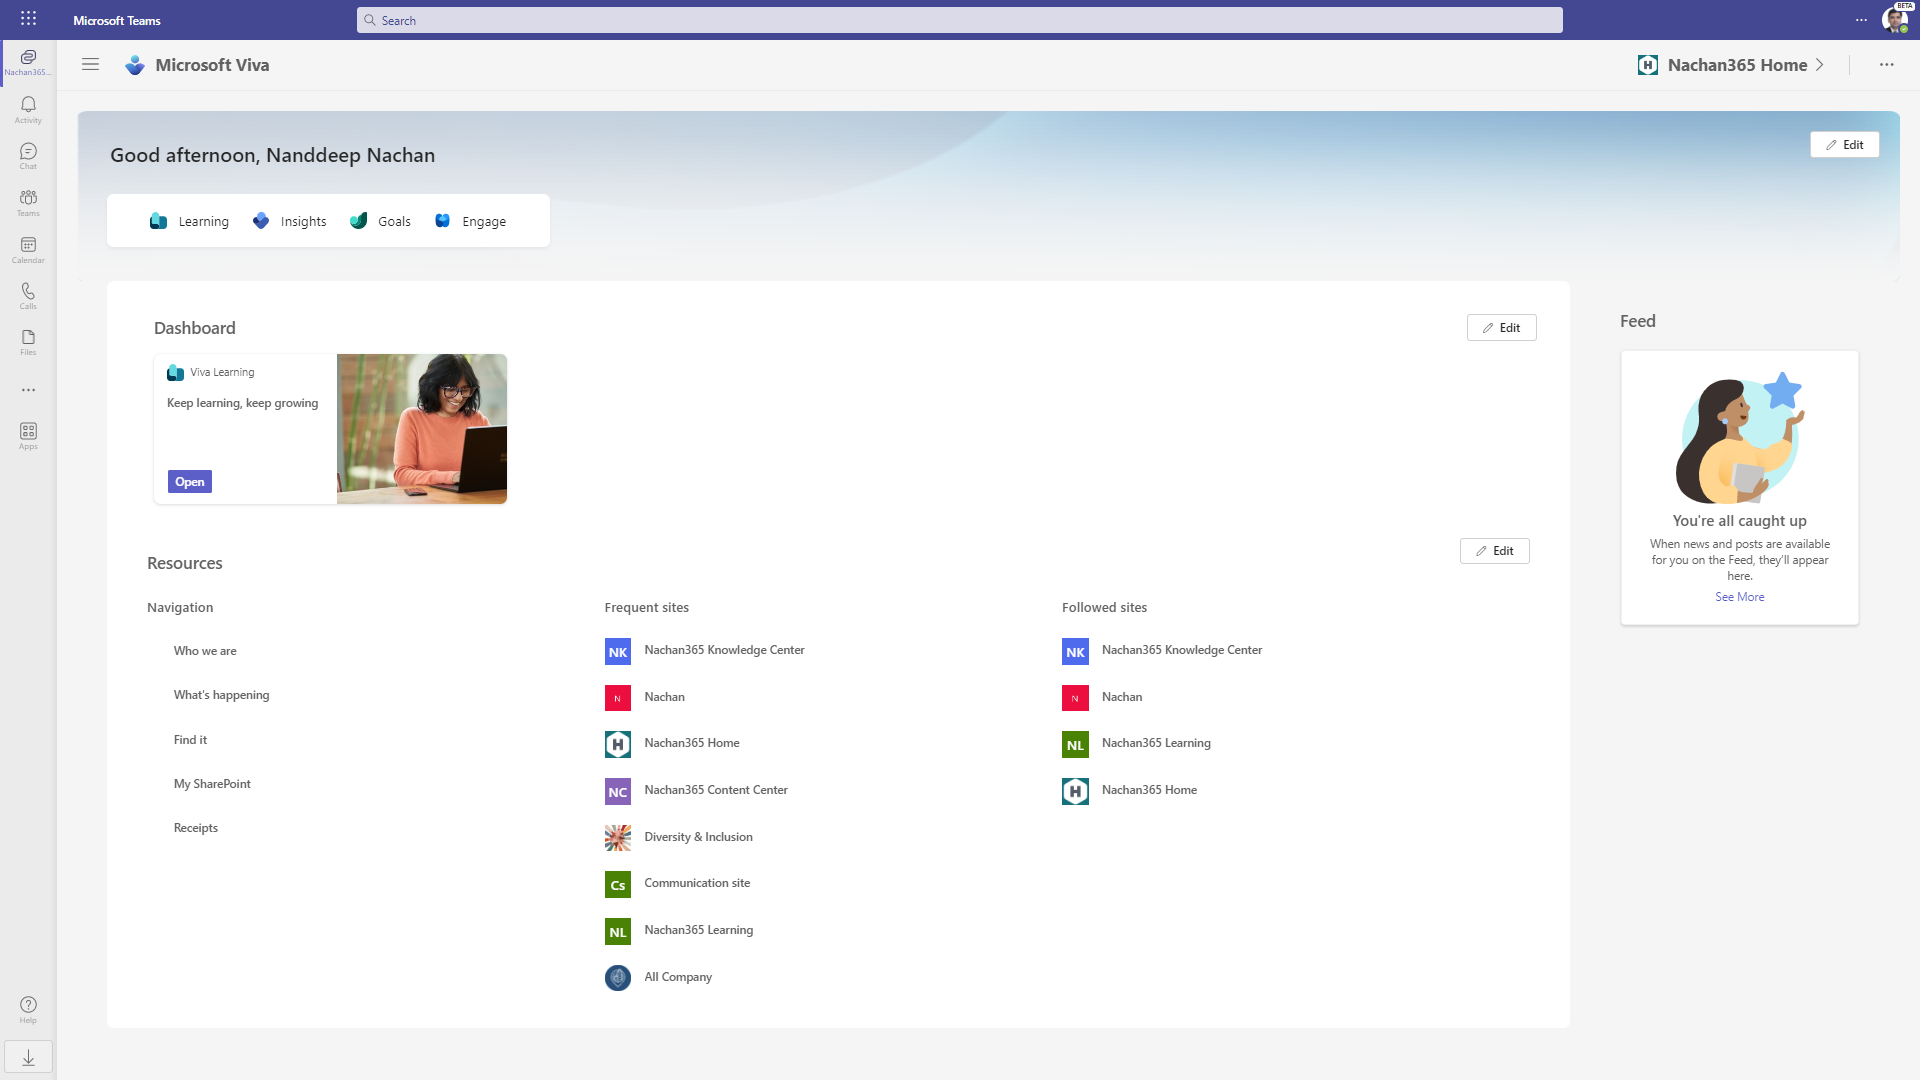 Microsoft Teams
Search
BETA
Nachan365...
Activity
Chat
Teams
Calendar
Calls
Files
Apps
Help
Microsoft Viva
Nachan365 Home
Good afternoon, Nanddeep Nachan
Edit
Learning
Insights
Goals
Engage
Dashboard
Edit
Viva Learning
Keep learning, keep growing
Open
Resources
Edit
Navigation
Who we are
What's happening
Find it
My SharePoint
Receipts
Frequent sites
NK Nachan365 Knowledge Center
N Nachan
H Nachan365 Home
NC Nachan365 Content Center
Diversity & Inclusion
Cs Communication site
NL Nachan365 Learning
All Company
Followed sites
NK Nachan365 Knowledge Center
N Nachan
NL Nachan365 Learning
H Nachan365 Home
Feed
You're all caught up
When news and posts are available
for you on the Feed, they'll appear
here.
See More